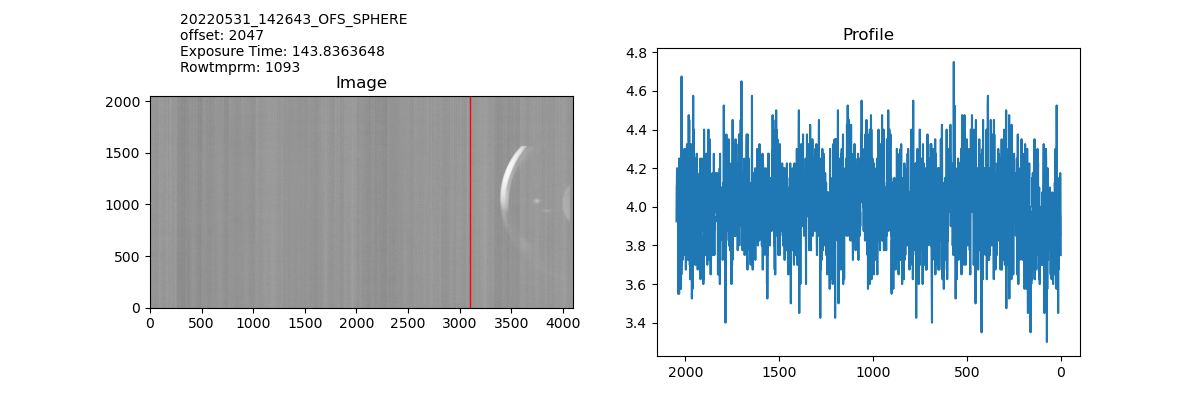 20220531_142643_OFS_SPHERE
offset: 2047
Exposure Time: 143.8363648
Rowtmprm: 1093
Image
2000
1500
1000
500
0
0 500 1000 1500 2000 2500 3000 3500 4000
Profile
4.8
4.6
4.4
4.2
4.0
3.8
3.6
3.4
2000 1500 1000 500 0